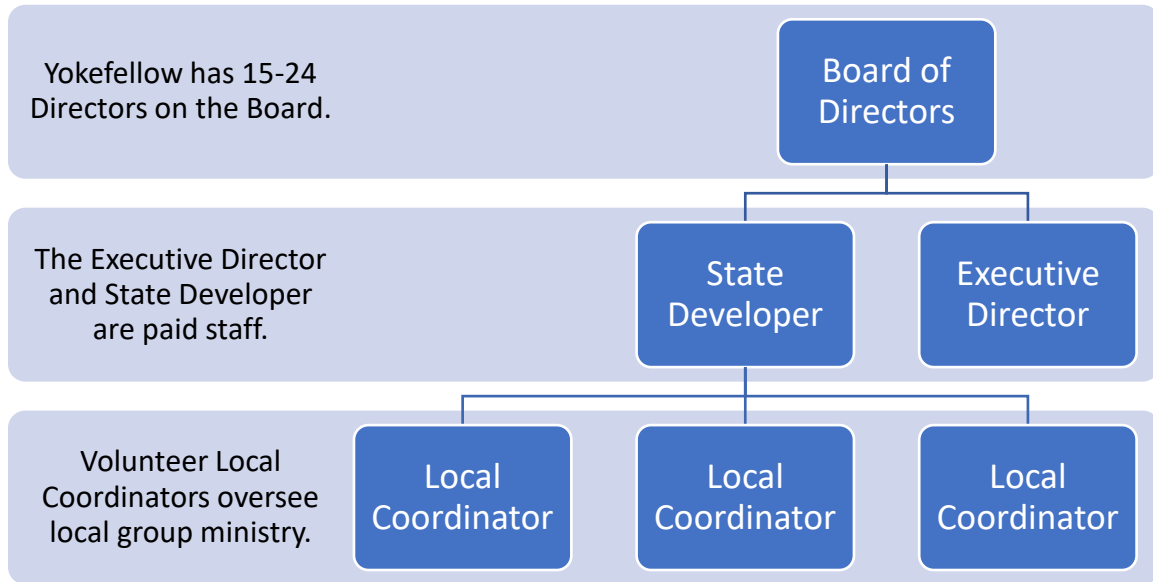 Yokefellow has 15-24
Directors on the Board.
Board of
Directors
The Executive Director
and State Developer
are paid staff.
State
Developer
Executive
Director
Volunteer Local
Coordinators oversee
local group ministry.
Local
Coordinator
Local
Coordinator
Local
Coordinator